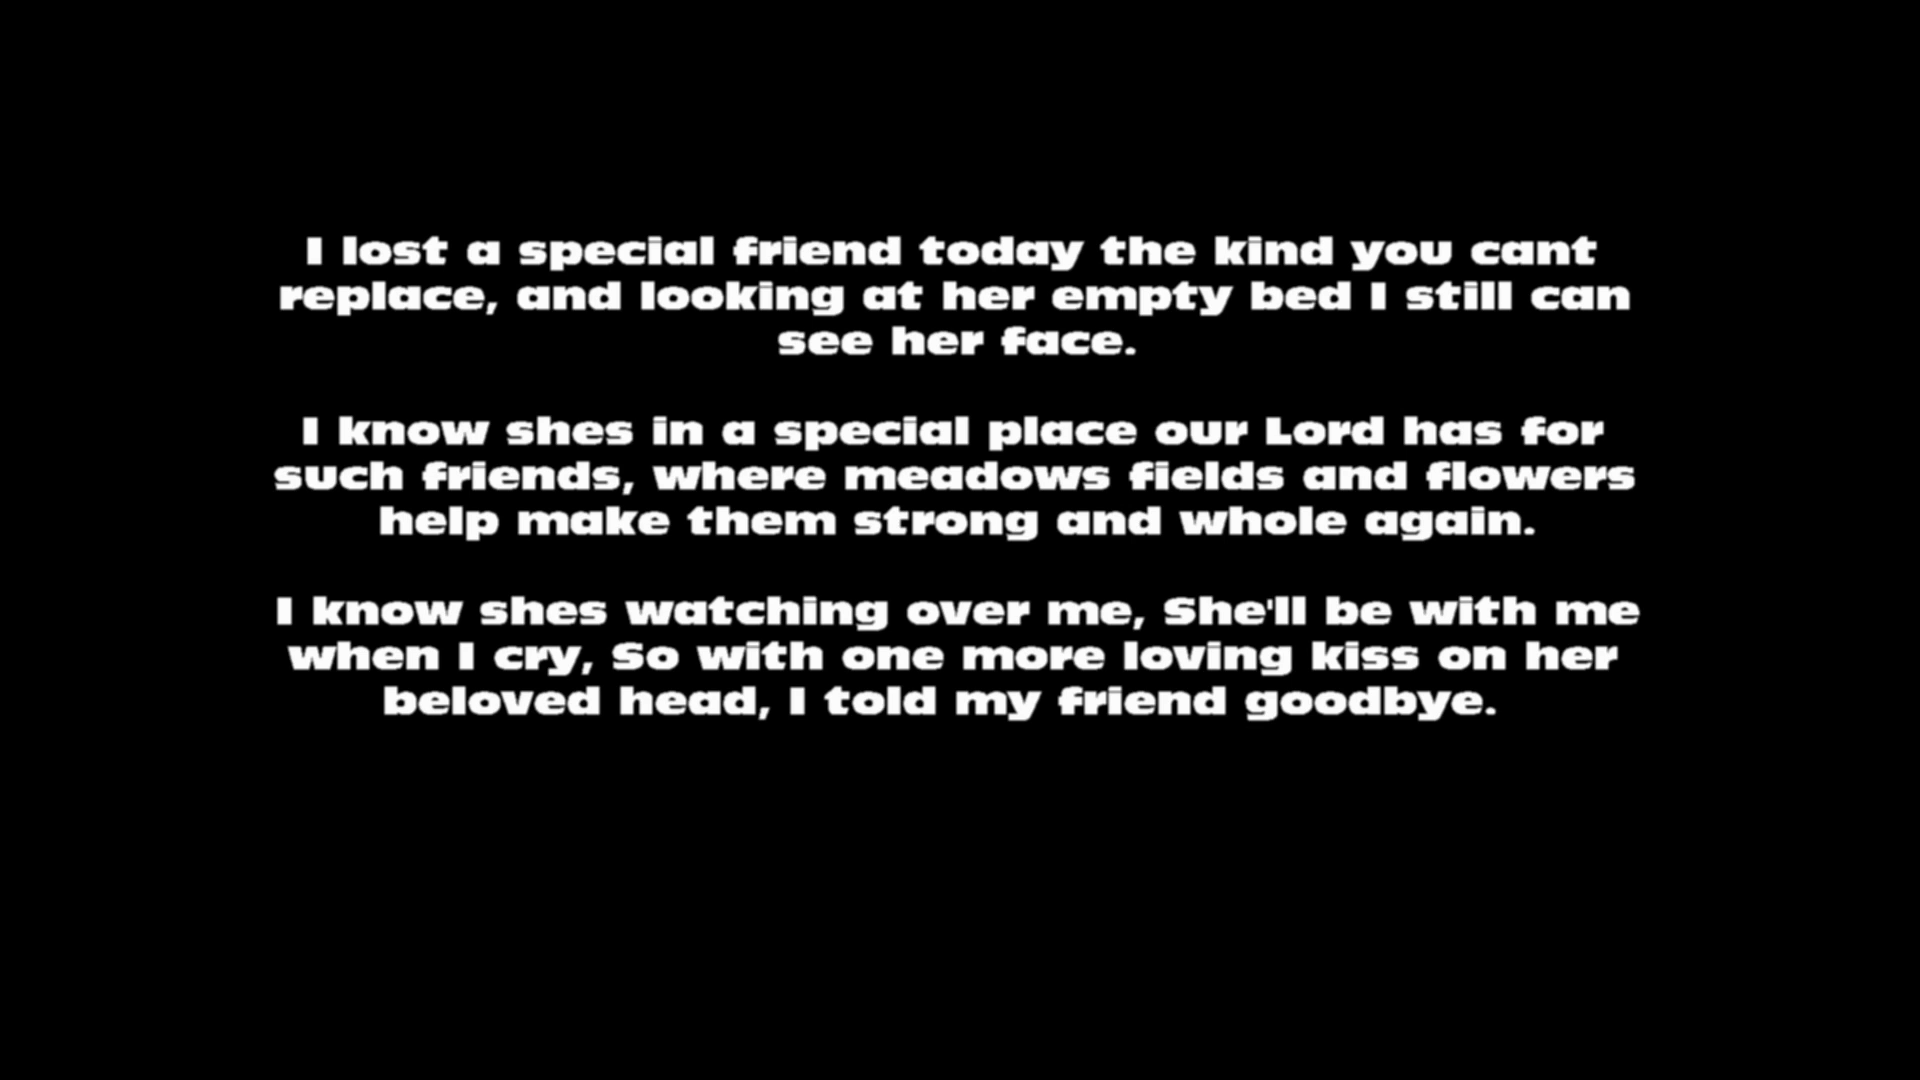 I lost a special friend today the kind you cant
replace, and looking at her empty bed I still can
see her face.
I know shes in a special place our Lord has for
such friends, where meadows fields and flowers
help make them strong and whole again.
I know shes watching over me, She'll be with me
when I cry, So with one more loving kiss on her
beloved head, I told my friend goodbye.